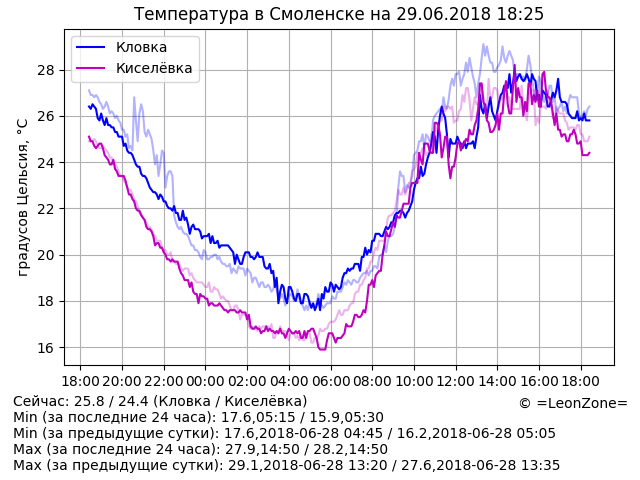 Температура в Смоленске на 29.06.2018 18:25
Кловка
Киселёвка
градусов Цельсия, °C
28
26
24
22
20
18
16
18:00 20:00 22:00 00:00 02:00 04:00 06:00 08:00 10:00 12:00 14:00 16:00 18:00
Сейчас: 25.8 / 24.4 (Кловка / Киселёвка)
© =LeonZone=
Min (за последние 24 часа): 17.6,05:15 / 15.9,05:30
Min (за предыдущие сутки): 17.6,2018-06-28 04:45 / 16.2,2018-06-28 05:05
Max (за последние 24 часа): 27.9,14:50 / 28.2,14:50
Max (за предыдущие сутки): 29.1,2018-06-28 13:20 / 27.6,2018-06-28 13:35